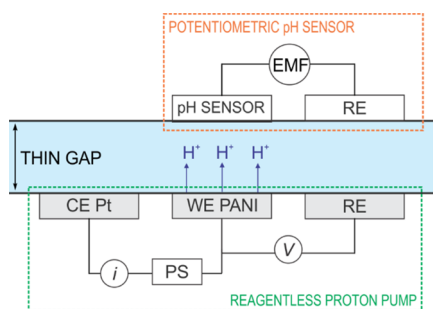 POTENTIOMETRIC pH SENSOR
EMF
pH SENSOR RE
THIN GAP
H⁺ H⁺ H⁺
CE Pt WE PANI RE
V
i PS
REAGENTLESS PROTON PUMP